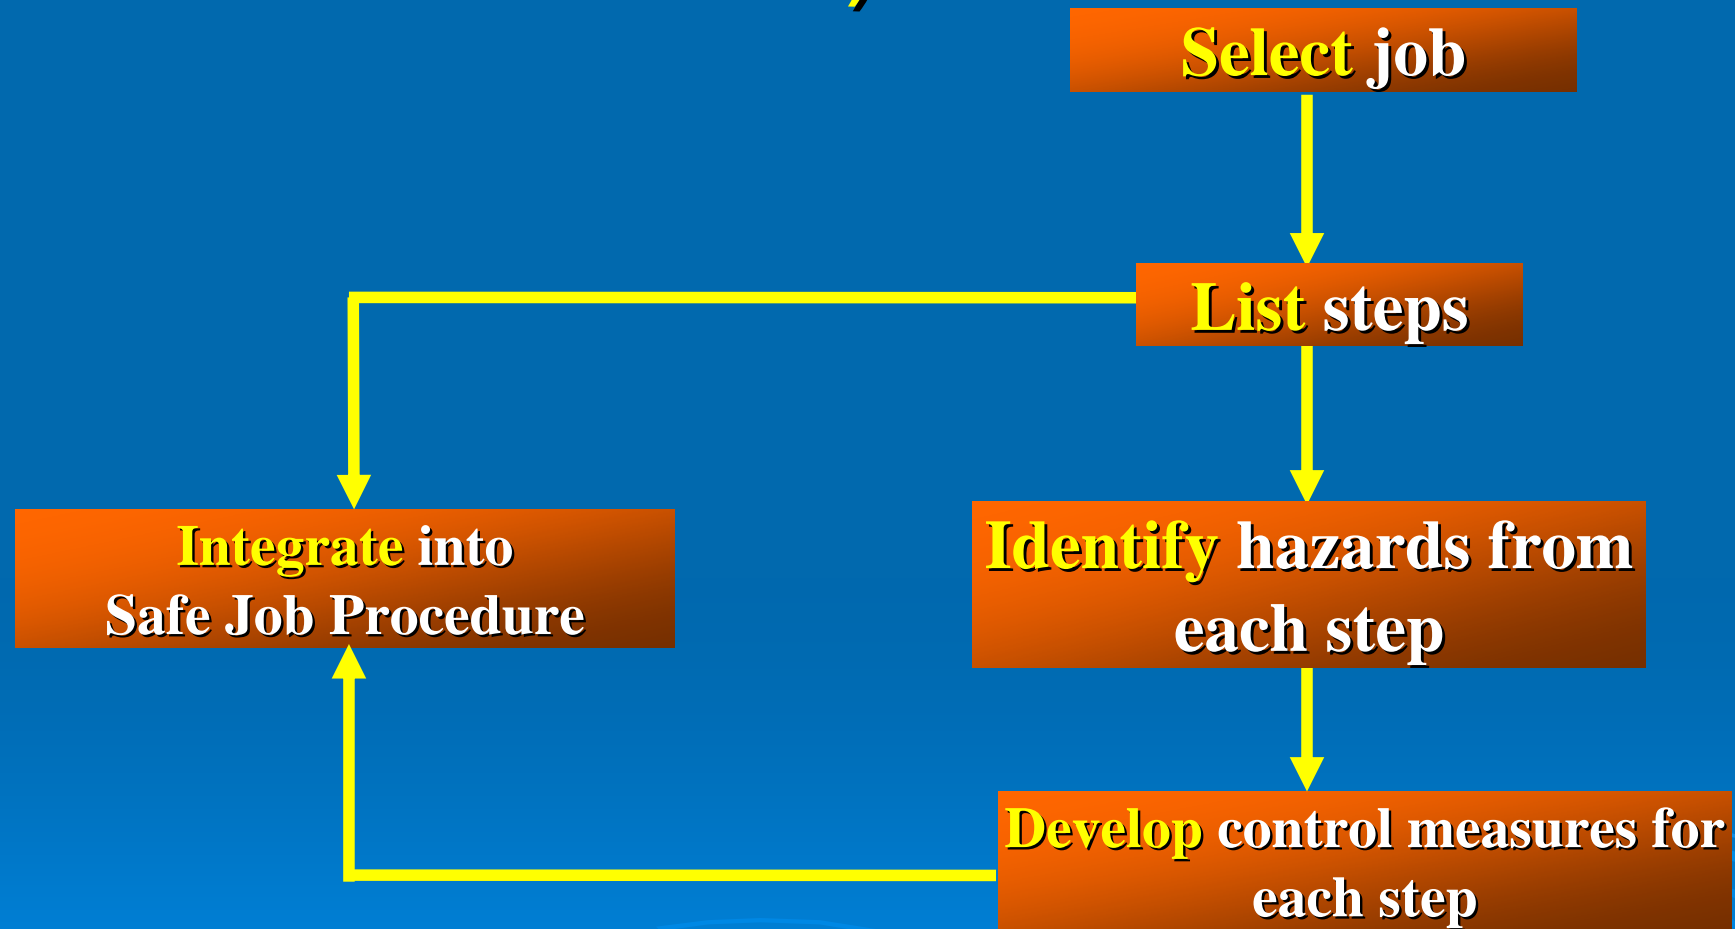 Select job
List steps
Integrate into
Safe Job Procedure
Identify hazards from
each step
Develop control measures for
each step